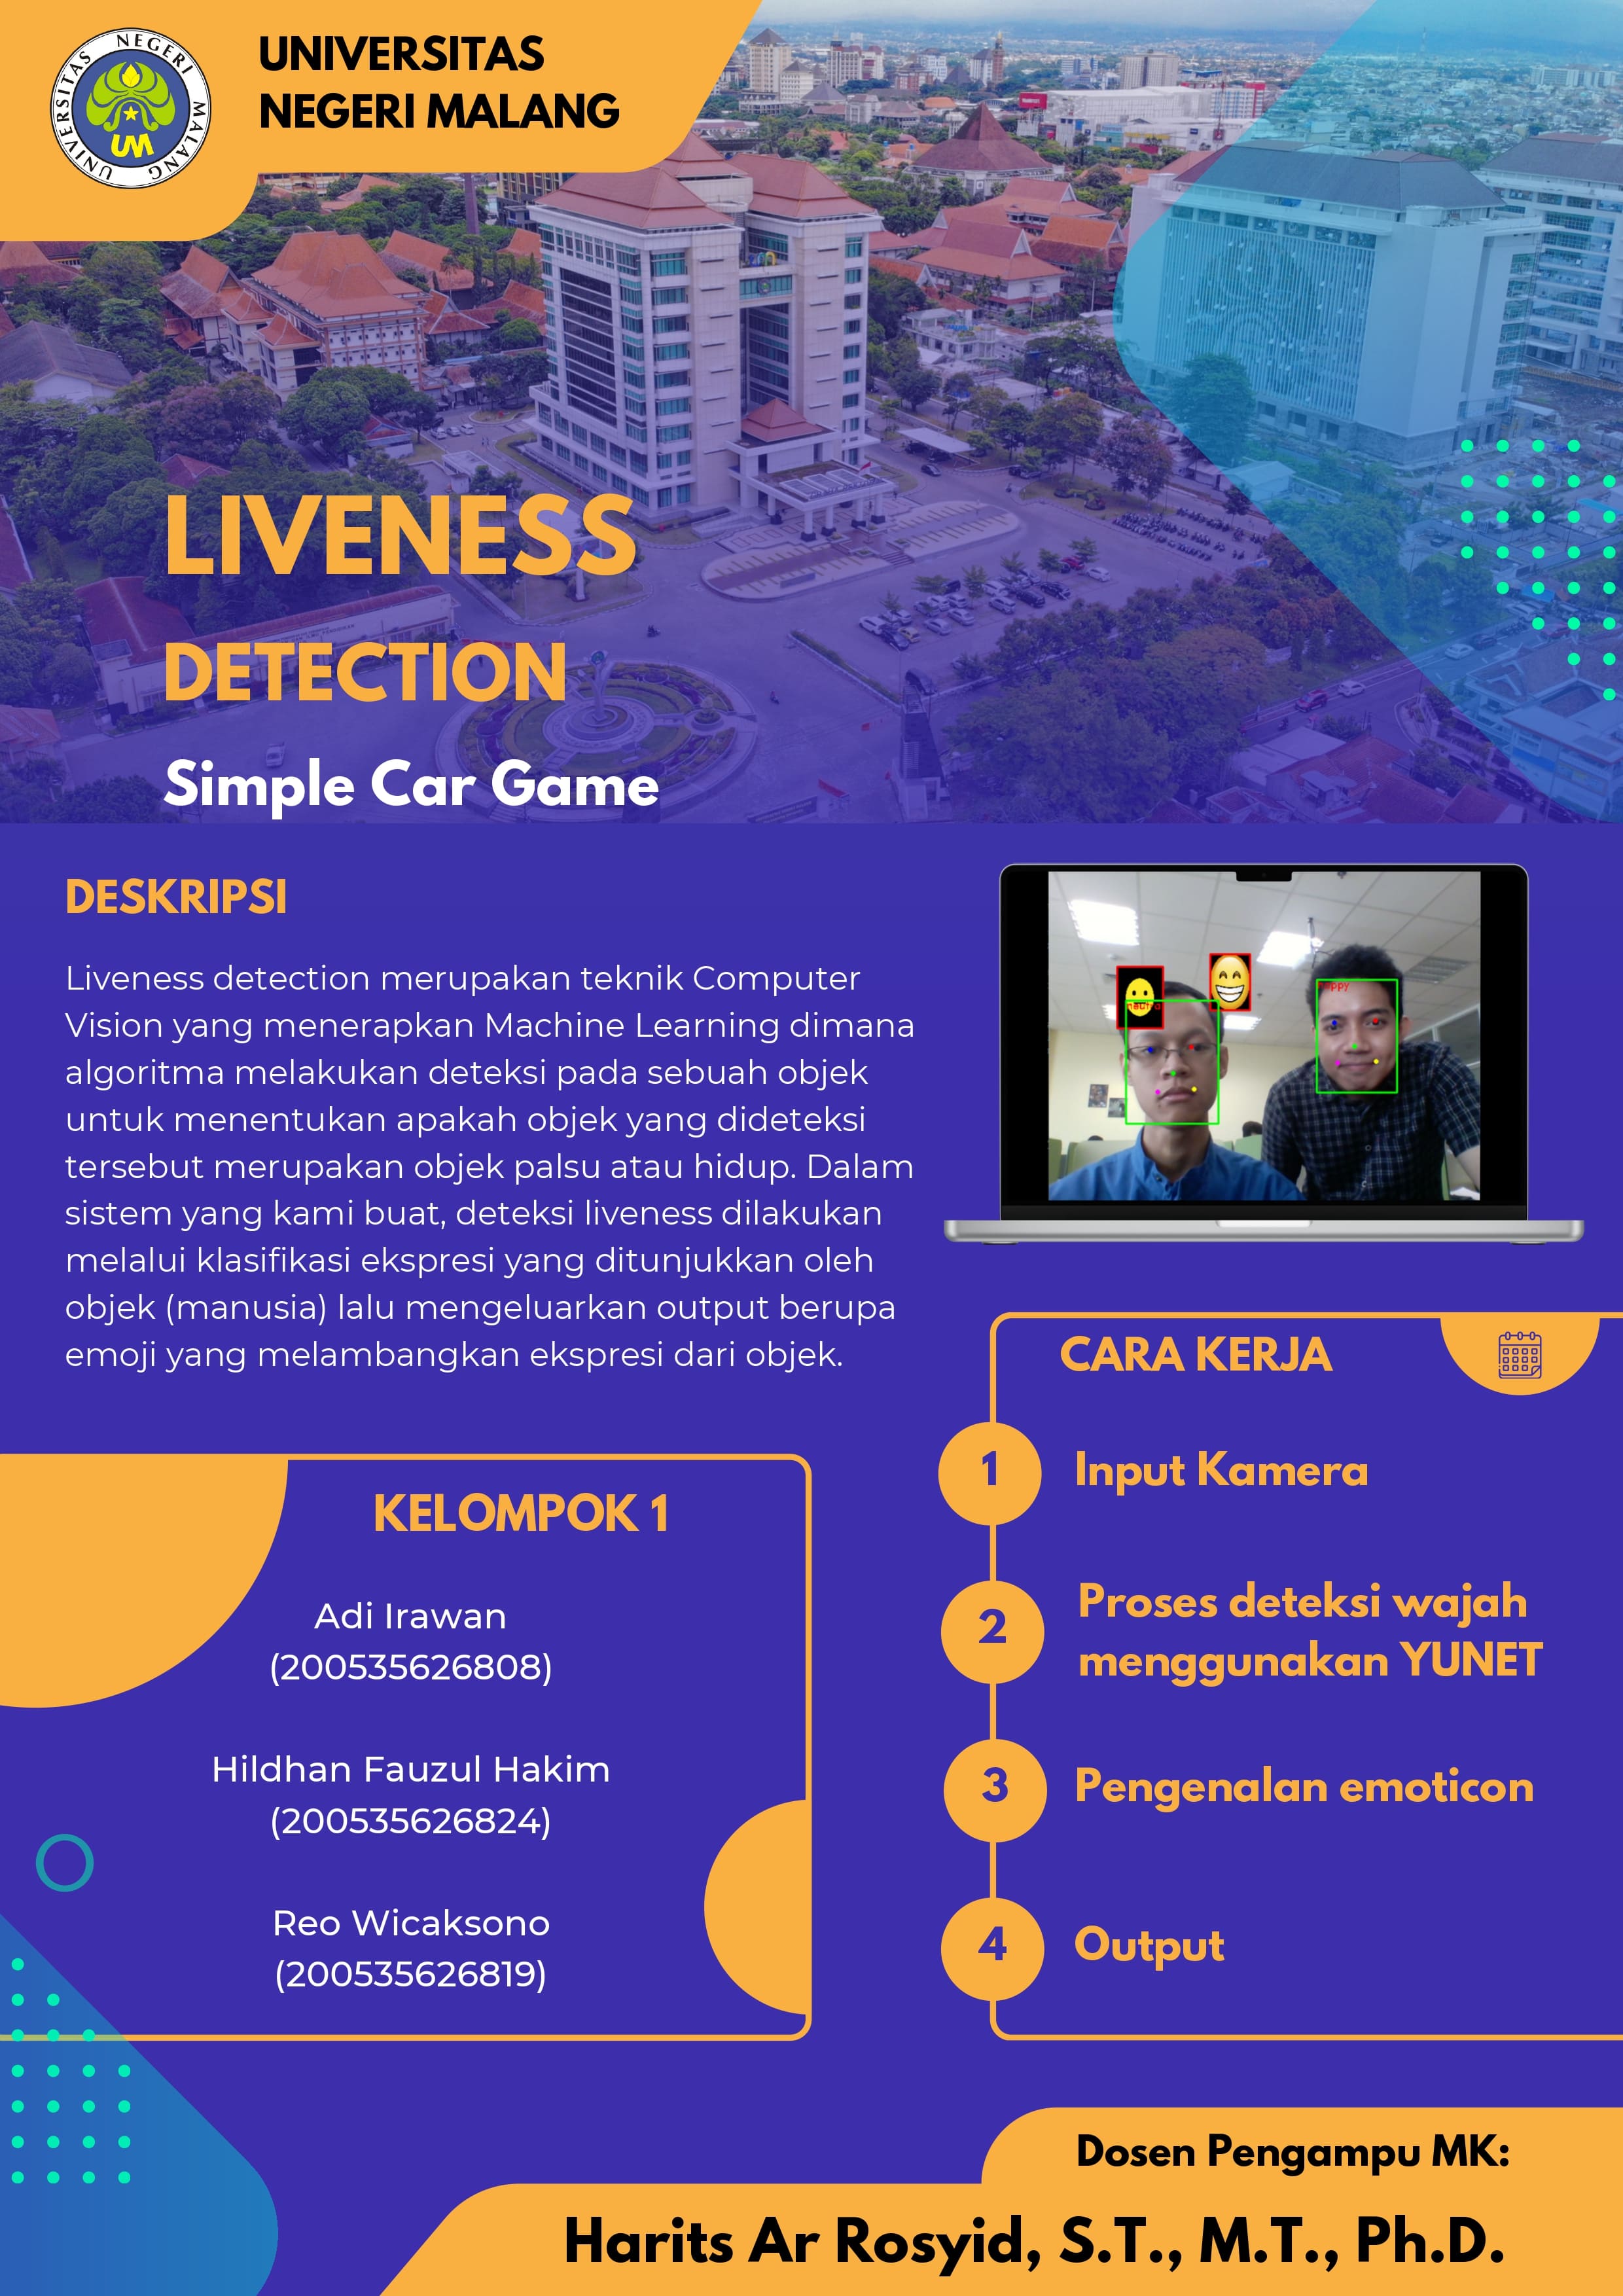 UNIVERSITAS NEGERI MALANG
UM
UNIVERSITAS
NEGERI MALANG
LIVENESS
DETECTION
Simple Car Game
DESKRIPSI
Liveness detection merupakan teknik Computer
Vision yang menerapkan Machine Learning dimana
algoritma melakukan deteksi pada sebuah objek
untuk menentukan apakah objek yang dideteksi
tersebut merupakan objek palsu atau hidup. Dalam
sistem yang kami buat, deteksi liveness dilakukan
melalui klasifikasi ekspresi yang ditunjukkan oleh
objek (manusia) lalu mengeluarkan output berupa
emoji yang melambangkan ekspresi dari objek.
happy
KELOMPOK 1
Adi Irawan
(200535626808)
Hildhan Fauzul Hakim
(200535626824)
Reo Wicaksono
(200535626819)
CARA KERJA
1 Input Kamera
2 Proses deteksi wajah
menggunakan YUNET
3 Pengenalan emoticon
4 Output
Dosen Pengampu MK:
Harits Ar Rosyid, S.T., M.T., Ph.D.